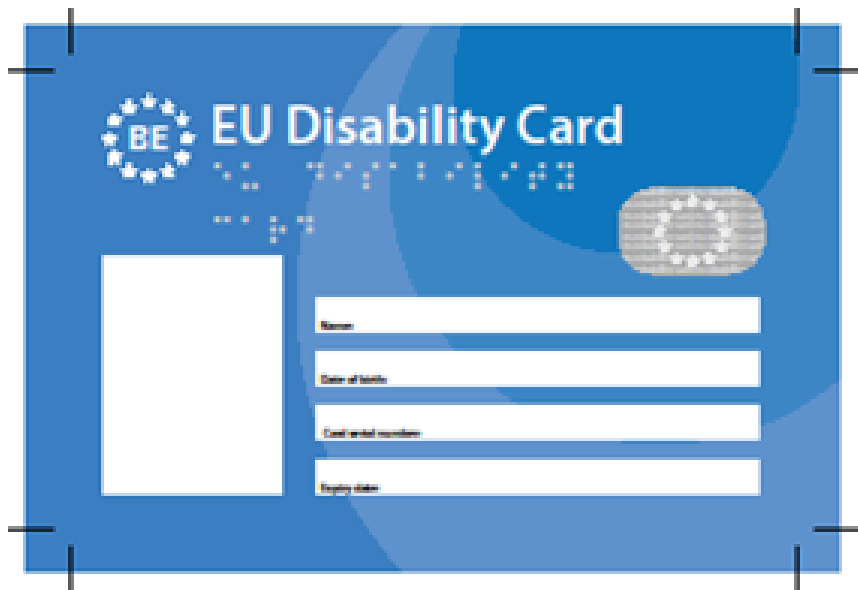 BE
EU Disability Card
⠑⠥ ⠙⠊⠎⠁⠃⠊⠇⠊⠞⠽
⠉⠁⠗⠙
Name
Date of birth
Card serial number
Expiry date